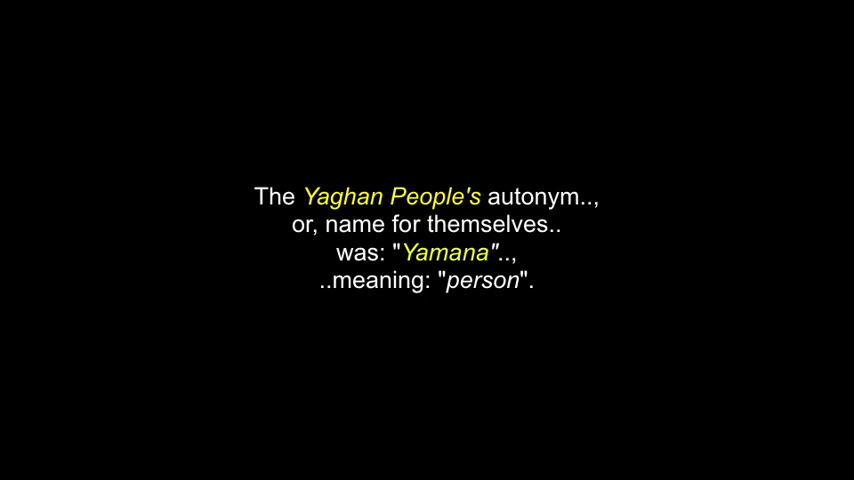 The Yaghan People's autonym..,
or, name for themselves..
was: "Yamana"..,
..meaning: "person".